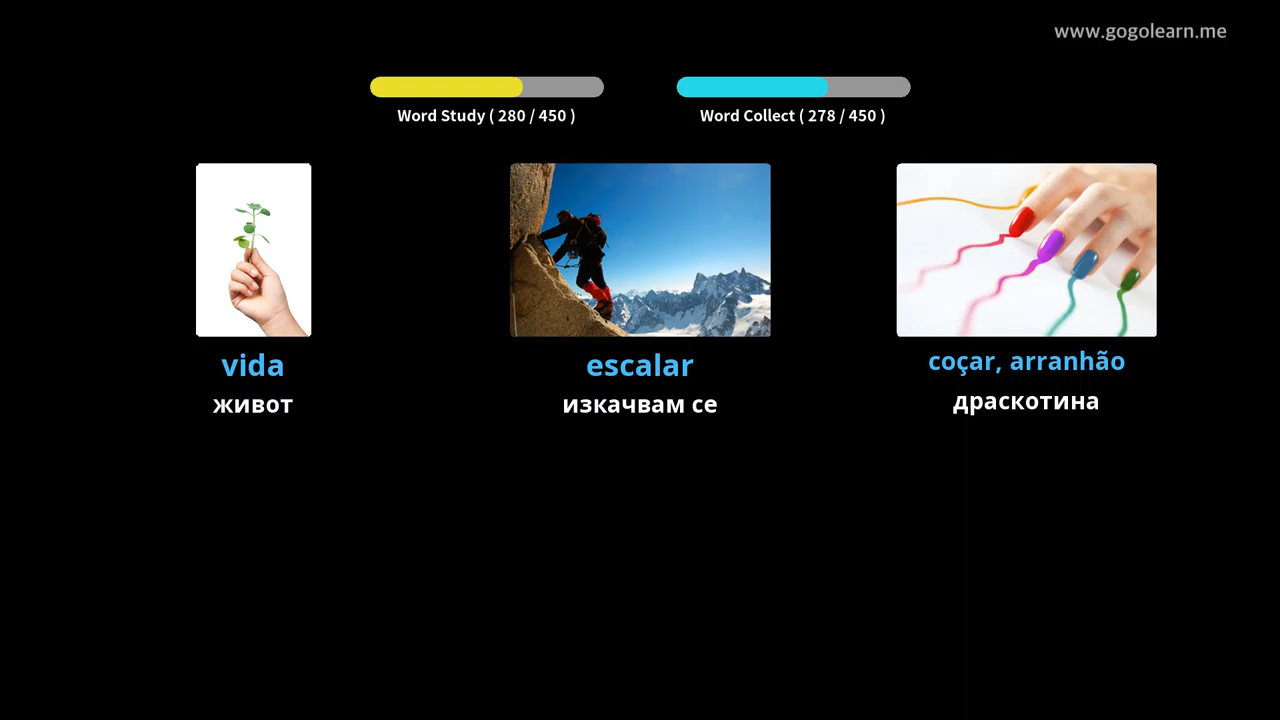 www.gogolearn.me
Word Study ( 280 / 450 )
Word Collect ( 278 / 450 )
vida
живот
escalar
изкачвам се
coçar, arranhão
драскотина